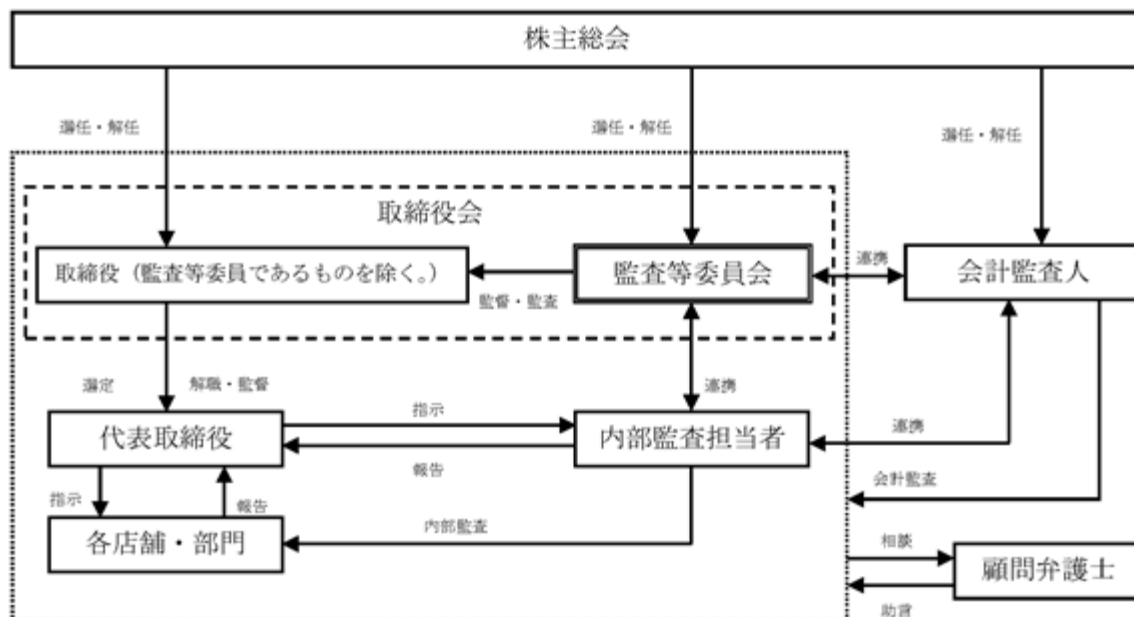 株主総会
選任・解任
選任・解任
選任・解任
取締役会
取締役（監査等委員であるものを除く。）
監査等委員会
会計監査人
連携
監督・監査
選定
解職・監督
連携
代表取締役
指示
報告
内部監査担当者
連携
指示
報告
会計監査
各店舗・部門
内部監査
相談
顧問弁護士
助言